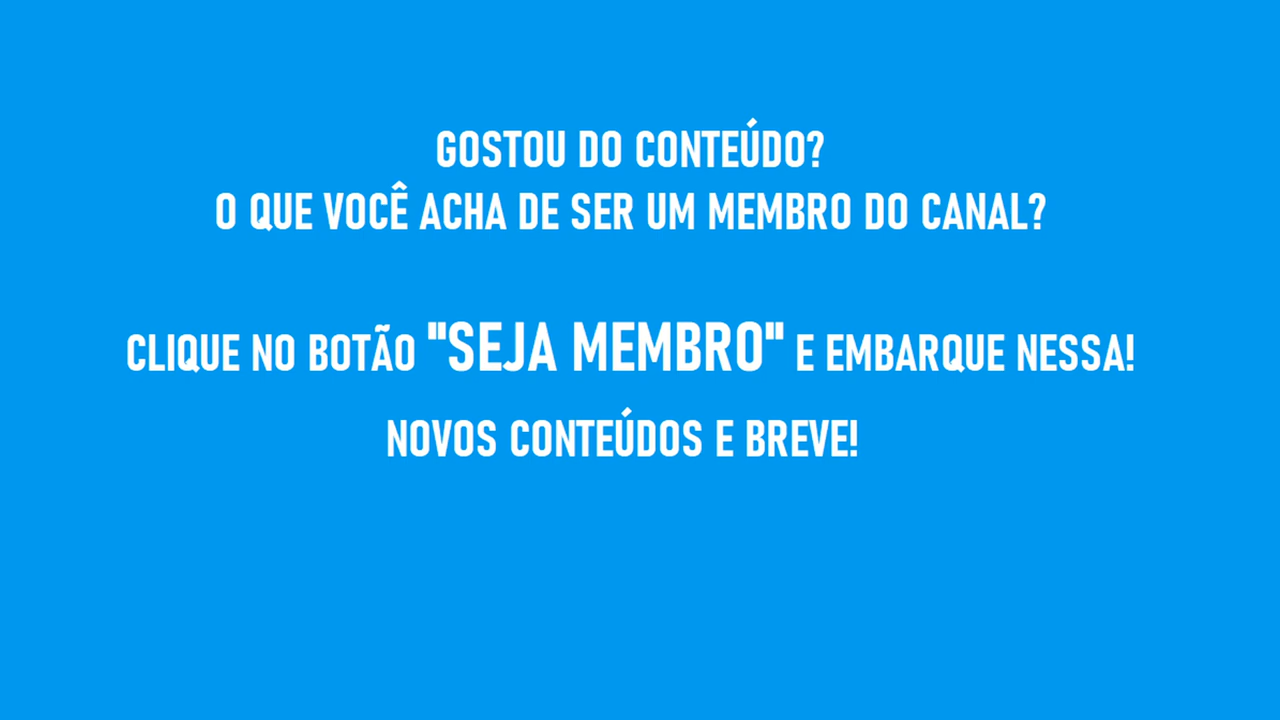 GOSTOU DO CONTEÚDO?
O QUE VOCÊ ACHA DE SER UM MEMBRO DO CANAL?
CLIQUE NO BOTÃO "SEJA MEMBRO" E EMBARQUE NESSA!
NOVOS CONTEÚDOS E BREVE!